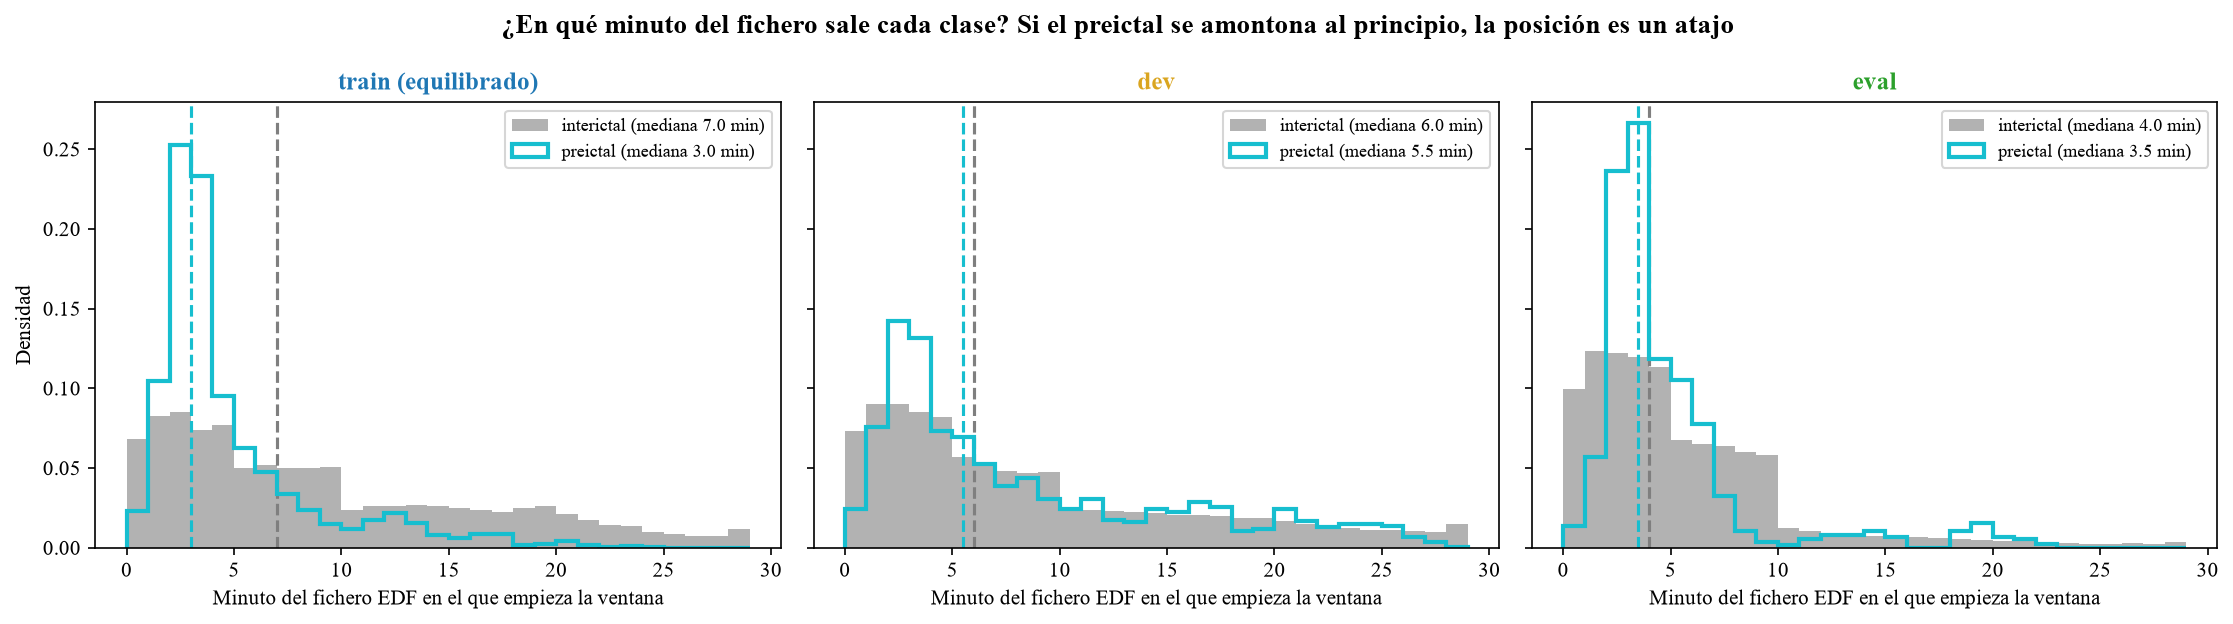 ¿En qué minuto del fichero sale cada clase? Si el preictal se amontona al principio, la posición es un atajo
train (equilibrado)
interictal (mediana 7.0 min)
preictal (mediana 3.0 min)
Densidad
0.25
0.20
0.15
0.10
0.05
0.00
0 5 10 15 20 25 30
Minuto del fichero EDF en el que empieza la ventana
dev
interictal (mediana 6.0 min)
preictal (mediana 5.5 min)
0 5 10 15 20 25 30
Minuto del fichero EDF en el que empieza la ventana
eval
interictal (mediana 4.0 min)
preictal (mediana 3.5 min)
0 5 10 15 20 25 30
Minuto del fichero EDF en el que empieza la ventana